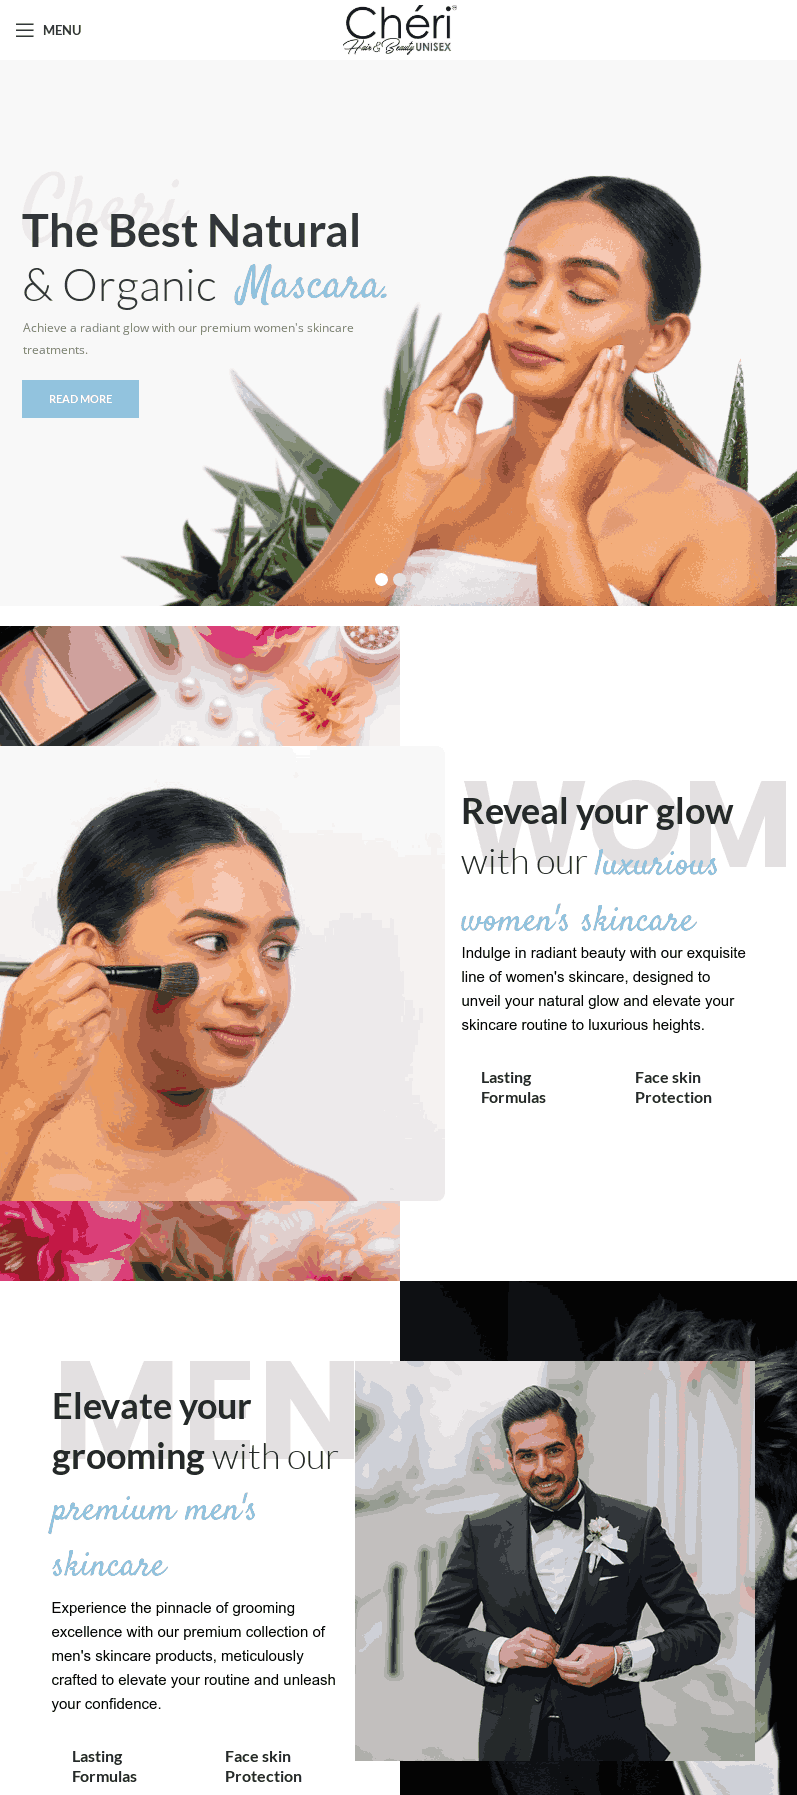 MENU
Chéri
Hair & Beauty UNISEX
Cheri
The Best Natural
& Organic Mascara.
Achieve a radiant glow with our premium women's skincare
treatments.
READ MORE
WOM
Reveal your glow
with our luxurious
women's skincare
Indulge in radiant beauty with our exquisite
line of women's skincare, designed to
unveil your natural glow and elevate your
skincare routine to luxurious heights.
Lasting
Formulas
Face skin
Protection
MEN
Elevate your
grooming with our
premium men's
skincare
Experience the pinnacle of grooming
excellence with our premium collection of
men's skincare products, meticulously
crafted to elevate your routine and unleash
your confidence.
Lasting
Formulas
Face skin
Protection